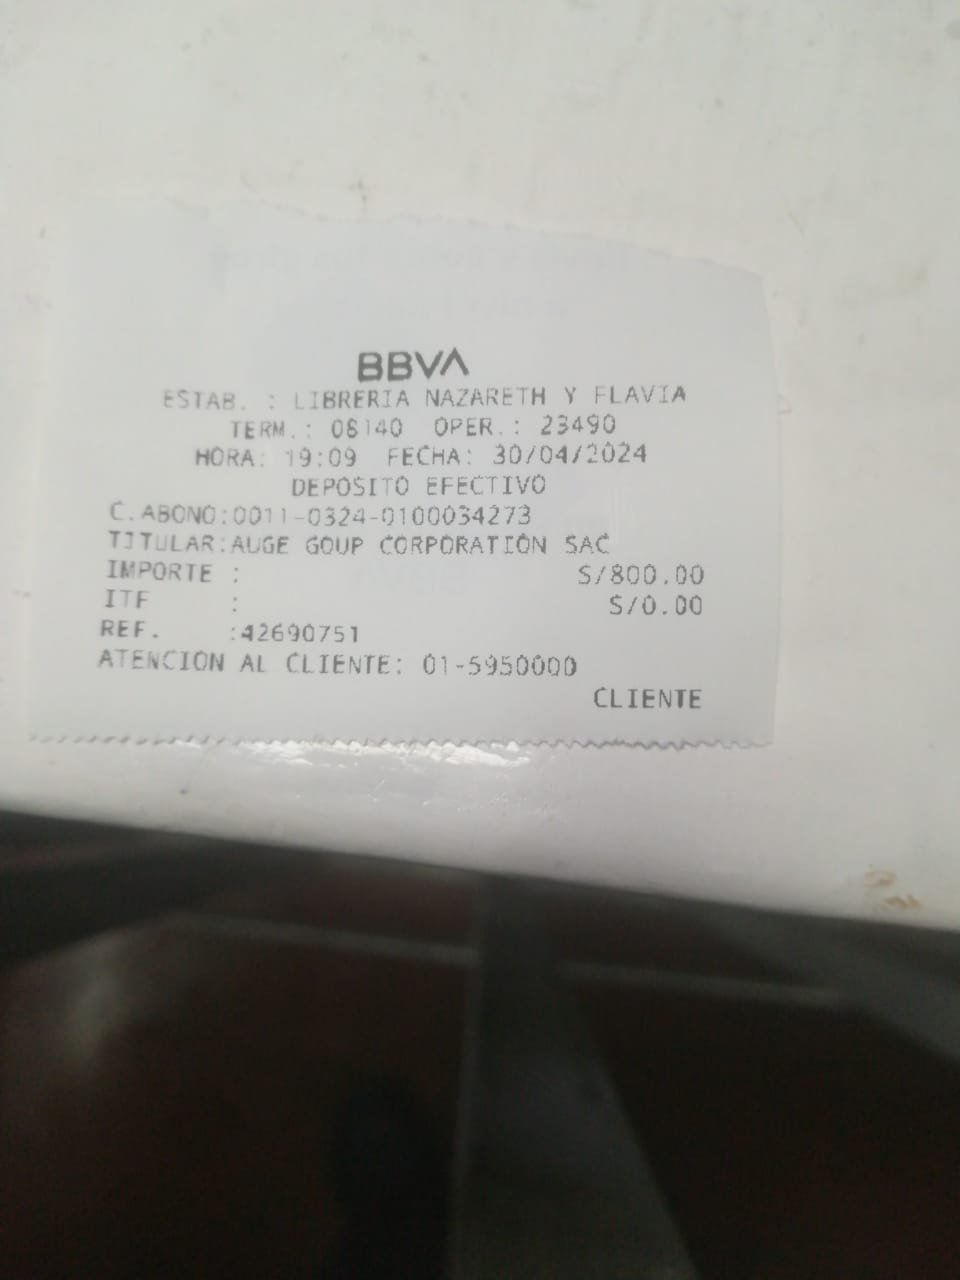 BBVA
ESTAB. : LIBRERIA NAZARETH Y FLAVIA
TERM.: 08140 OPER.: 23490
HORA: 19:09 FECHA: 30/04/2024
DEPOSITO EFECTIVO
C.ABONO:0011-0324-0100034273
TITULAR:AUGE GOUP CORPORATION SAC
IMPORTE : S/800.00
ITF : S/0.00
REF. :42690751
ATENCION AL CLIENTE: 01-5950000
CLIENTE